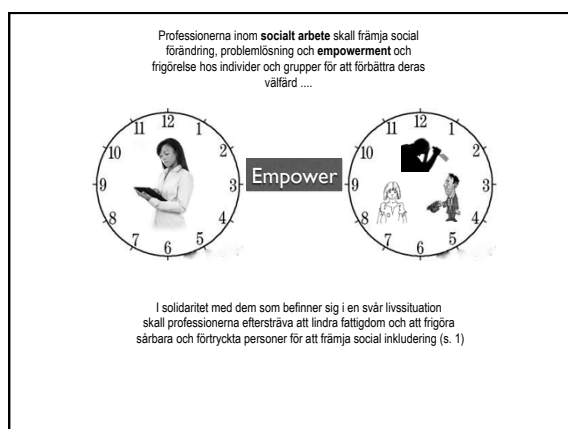 Professionerna inom socialt arbete skall främja social
förändring, problemlösning och empowerment och
frigörelse hos individer och grupper för att förbättra deras
välfärd ....
12
11 1
10 2
9 3
8 4
7 5
6
Empower
12
11 1
10 2
9 3
8 4
7 5
6
I solidaritet med dem som befinner sig i en svår livssituation
skall professionerna eftersträva att lindra fattigdom och att frigöra
sårbara och förtryckta personer för att främja social inkludering (s. 1)